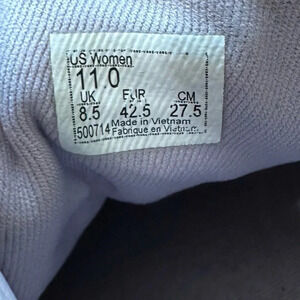 US Women
11.0
UK EUR CM
8.5 42.5 27.5
Made in Vietnam
500714 Fabriqué en Vietnam